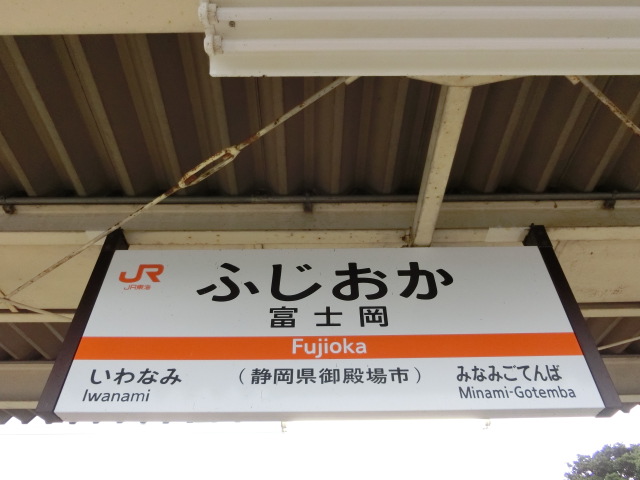 JR
JR東海
ふじおか
富士岡
Fujioka
いわなみ
Iwanami
（静岡県御殿場市）
みなみごてんば
Minami-Gotemba